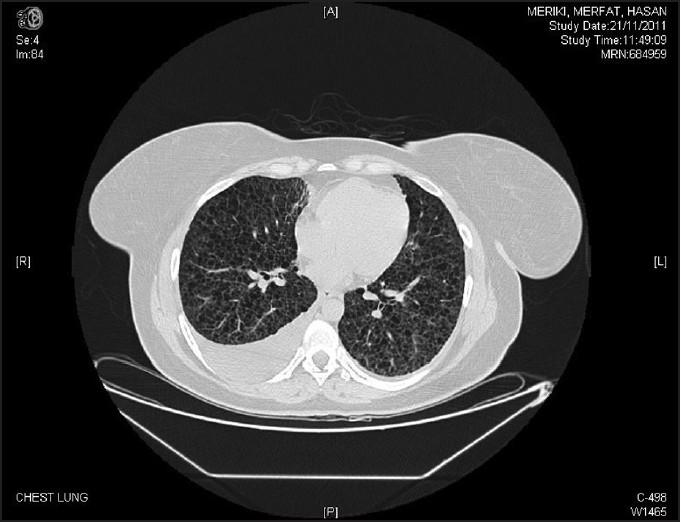 [A]
MERIKI, MERFAT, HASAN
Study Date:21/11/2011
Study Time:11:49:09
MRN:684959
Se:4
Im:84
[R]
[L]
CHEST LUNG
[P]
C-498
W1465